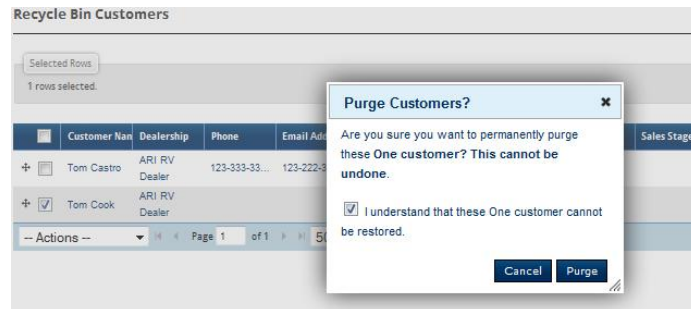 Recycle Bin Customers
Selected Rows
1 rows selected.
Purge Customers?
Are you sure you want to permanently purge
these One customer? This cannot be
undone.
I understand that these One customer cannot
be restored.
Cancel Purge
Customer Nan Dealership Phone Email Add Sales Stage
Tom Castro ARI RV Dealer 123-333-33... 123-222-3
Tom Cook ARI RV Dealer
-- Actions -- Page 1 of 1 50